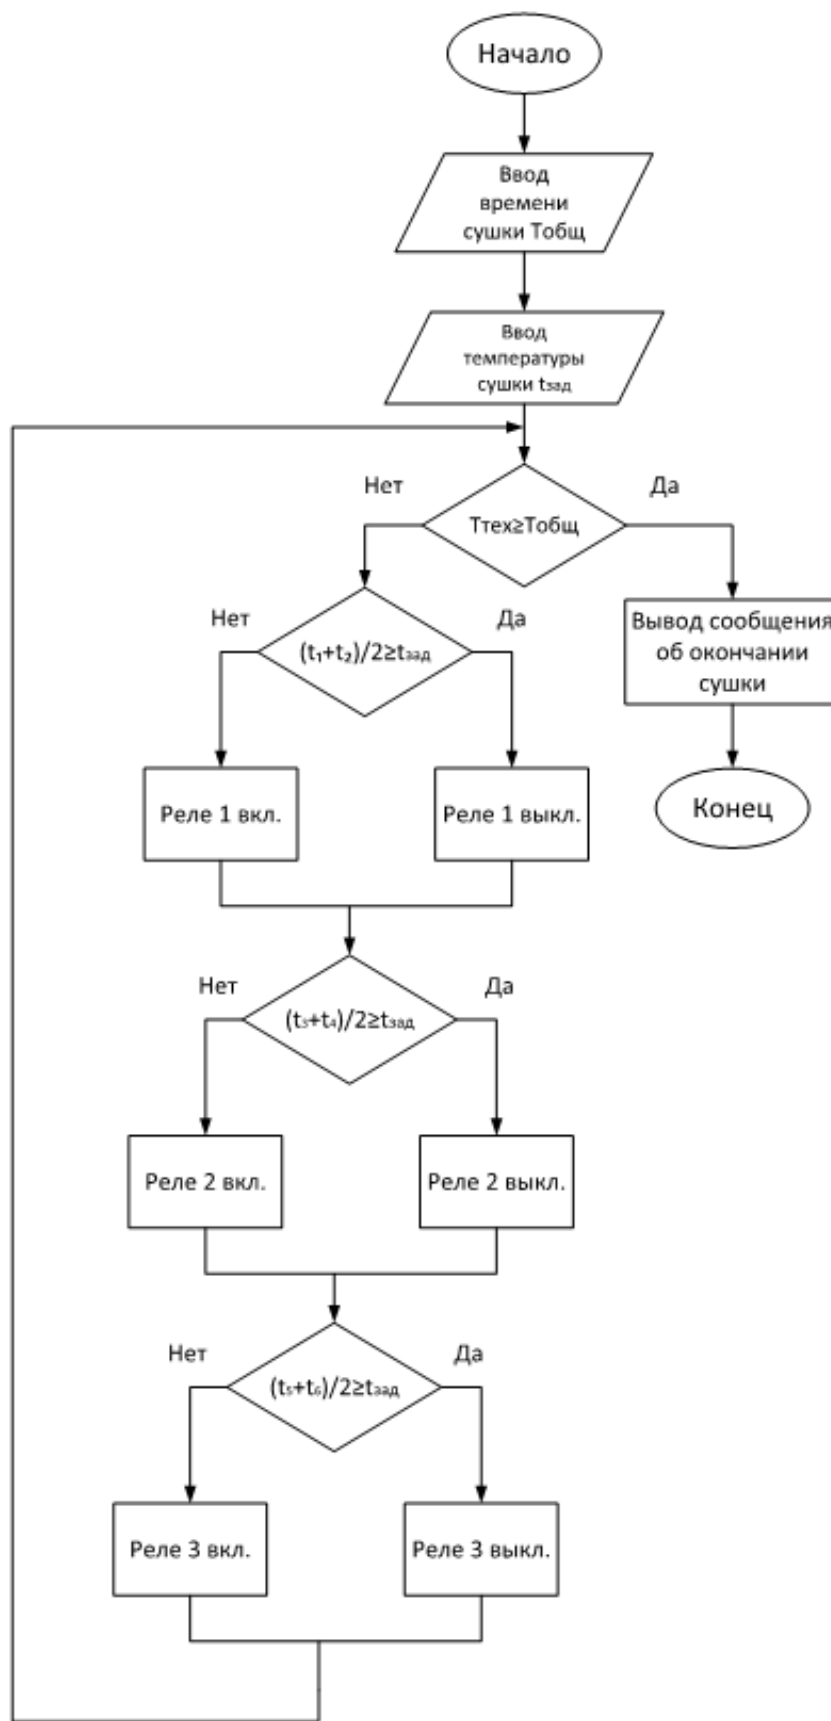 Начало
Ввод
времени
сушки Тобщ
Ввод
температуры
сушки tзад
Нет
Да
Ттех≥Тобщ
Нет
Да
(t₁+t₂)/2≥tзад
Вывод сообщения
об окончании
сушки
Реле 1 вкл.
Реле 1 выкл.
Конец
Нет
Да
(t₃+t₄)/2≥tзад
Реле 2 вкл.
Реле 2 выкл.
Нет
Да
(t₅+t₆)/2≥tзад
Реле 3 вкл.
Реле 3 выкл.